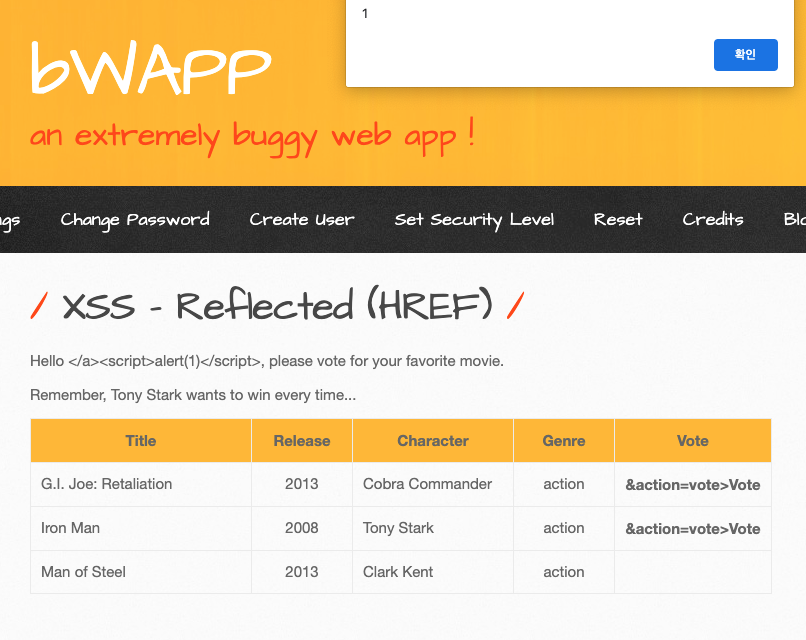 1
확인
bWAPP
an extremely buggy web app !
Change Password Create User Set Security Level Reset Credits
/ XSS - Reflected (HREF) /
Hello </a><script>alert(1)</script>, please vote for your favorite movie.
Remember, Tony Stark wants to win every time...
Title Release Character Genre Vote
G.I. Joe: Retaliation 2013 Cobra Commander action &action=vote>Vote
Iron Man 2008 Tony Stark action &action=vote>Vote
Man of Steel 2013 Clark Kent action